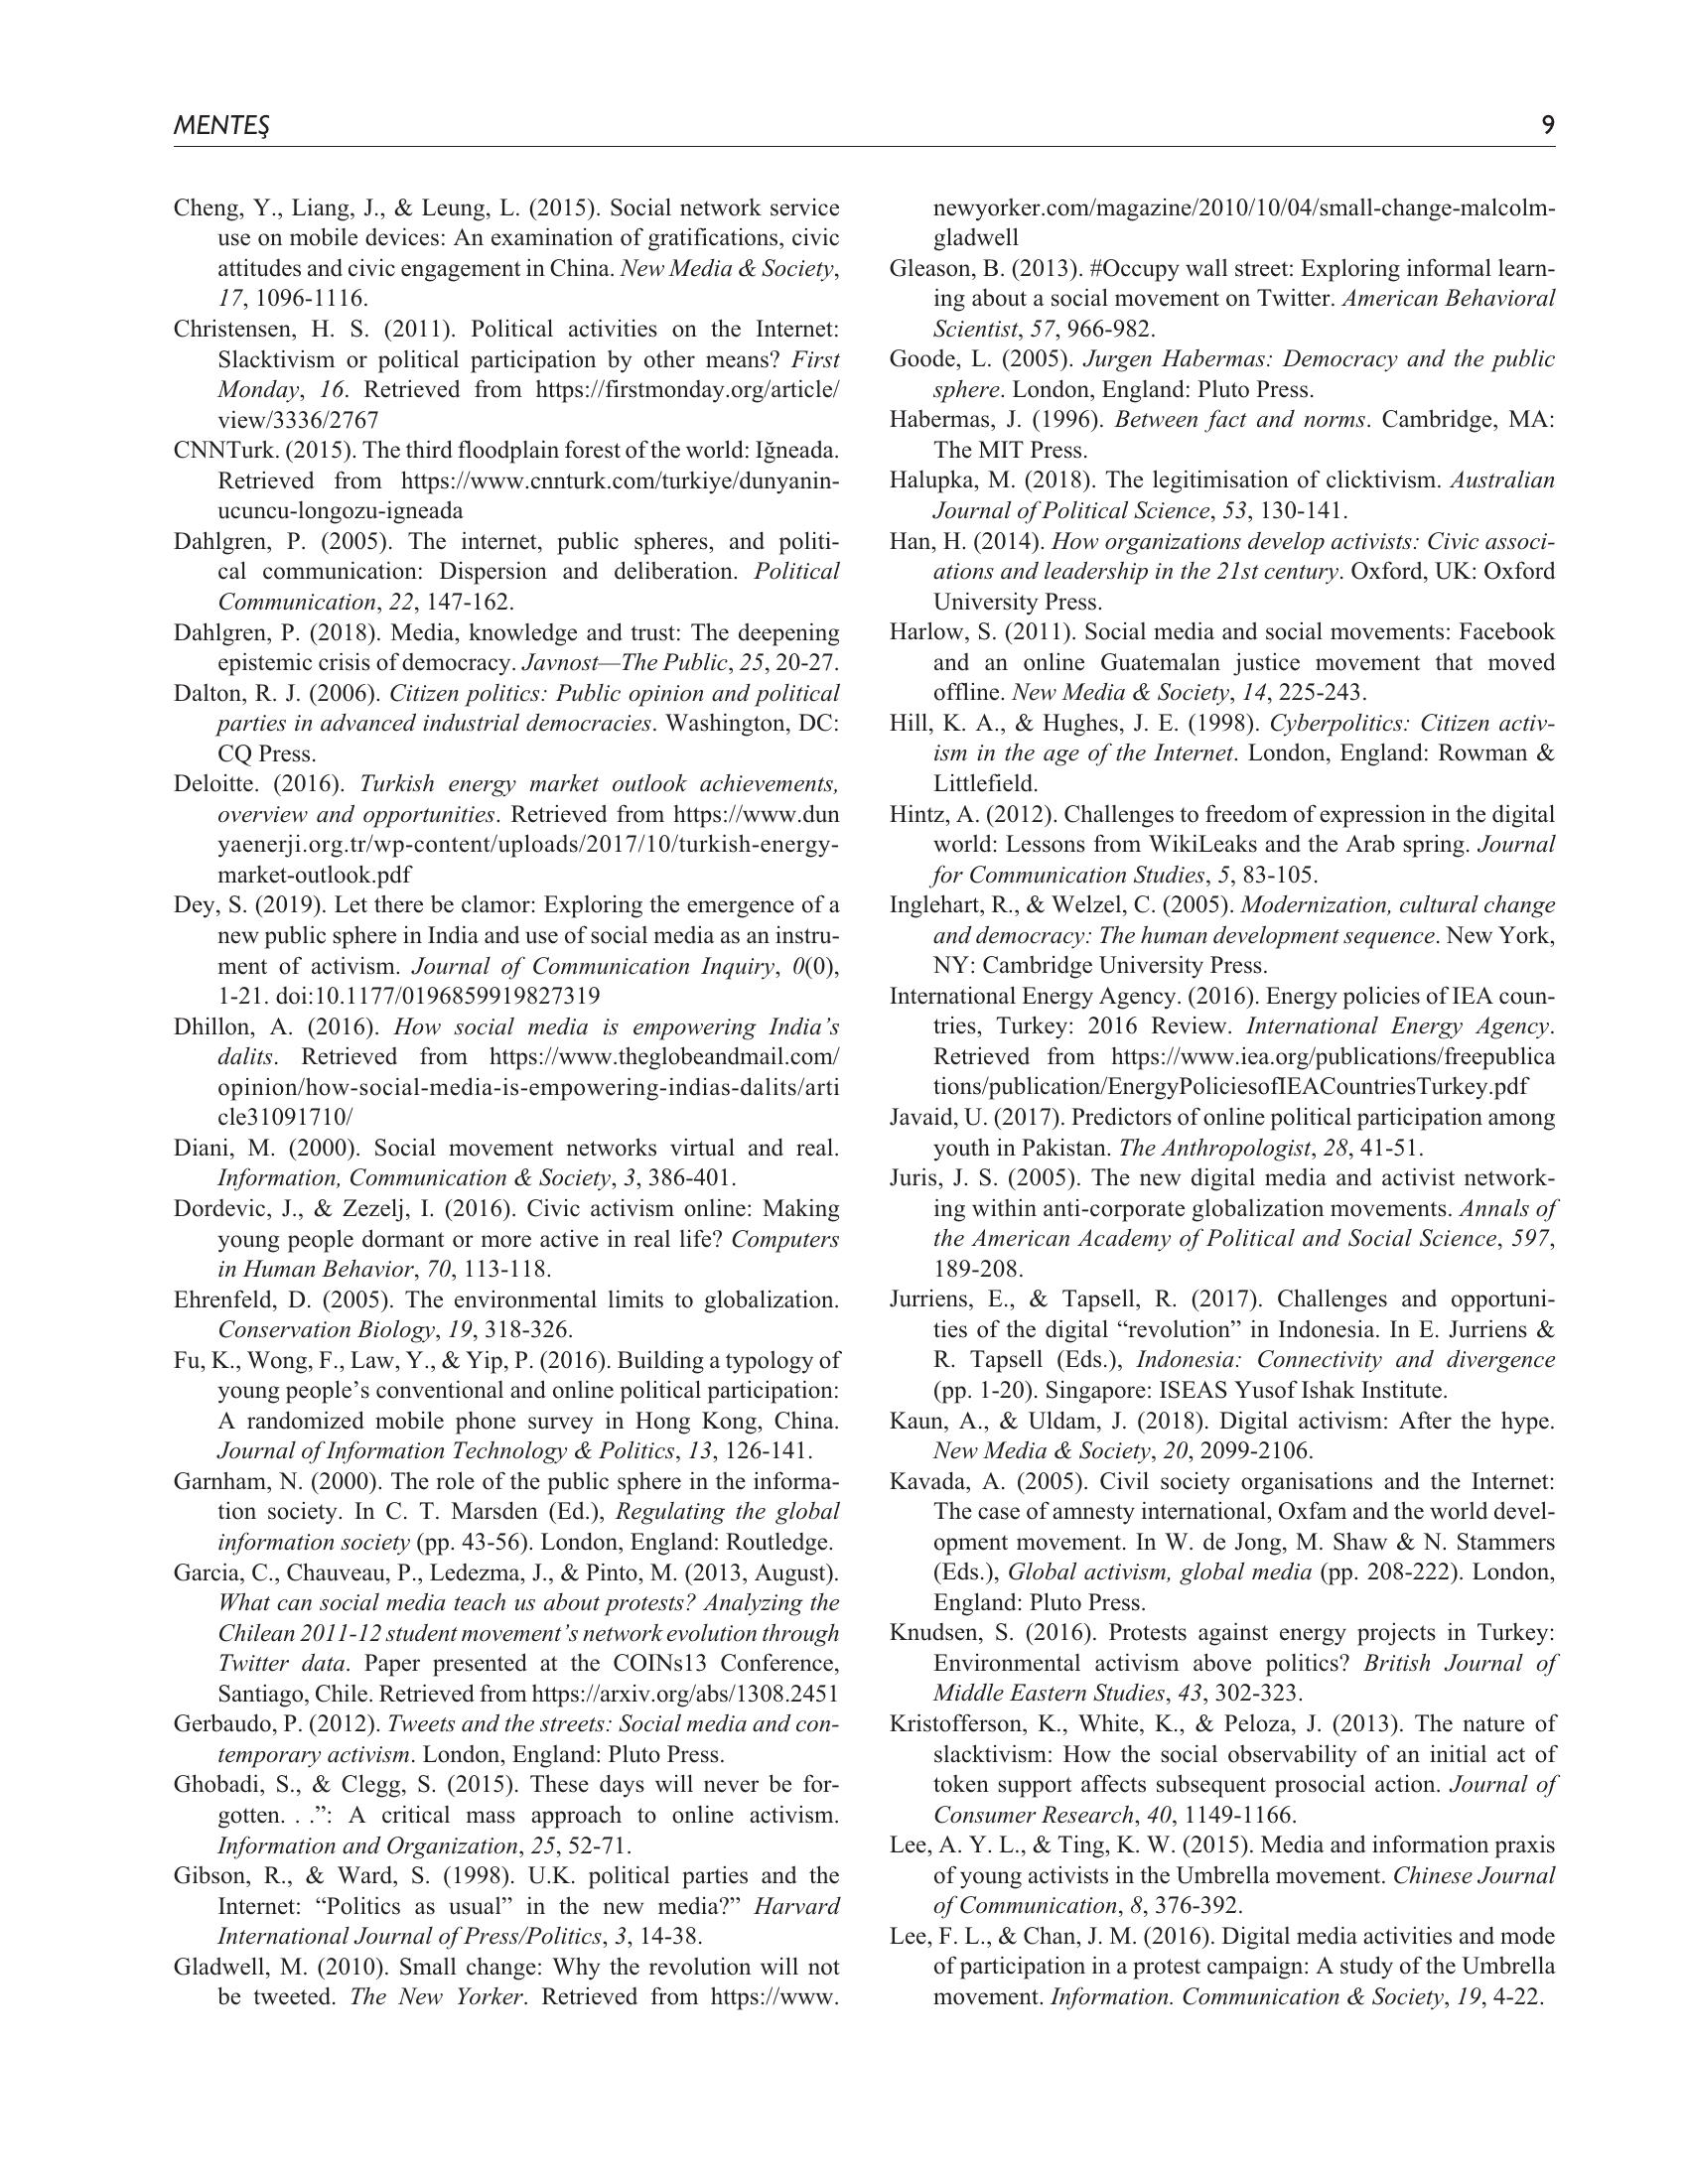 MENTEŞ
9
Cheng, Y., Liang, J., & Leung, L. (2015). Social network service
use on mobile devices: An examination of gratifications, civic
attitudes and civic engagement in China. New Media & Society,
17, 1096-1116.
Christensen, H. S. (2011). Political activities on the Internet:
Slacktivism or political participation by other means? First
Monday, 16. Retrieved from https://firstmonday.org/article/
view/3336/2767
CNNTurk. (2015). The third floodplain forest of the world: Iğneada.
Retrieved from https://www.cnnturk.com/turkiye/dunyanin-
ucuncu-longozu-igneada
Dahlgren, P. (2005). The internet, public spheres, and politi-
cal communication: Dispersion and deliberation. Political
Communication, 22, 147-162.
Dahlgren, P. (2018). Media, knowledge and trust: The deepening
epistemic crisis of democracy. Javnost—The Public, 25, 20-27.
Dalton, R. J. (2006). Citizen politics: Public opinion and political
parties in advanced industrial democracies. Washington, DC:
CQ Press.
Deloitte. (2016). Turkish energy market outlook achievements,
overview and opportunities. Retrieved from https://www.dun
yaenerji.org.tr/wp-content/uploads/2017/10/turkish-energy-
market-outlook.pdf
Dey, S. (2019). Let there be clamor: Exploring the emergence of a
new public sphere in India and use of social media as an instru-
ment of activism. Journal of Communication Inquiry, 0(0),
1-21. doi:10.1177/0196859919827319
Dhillon, A. (2016). How social media is empowering India’s
dalits. Retrieved from https://www.theglobeandmail.com/
opinion/how-social-media-is-empowering-indias-dalits/arti
cle31091710/
Diani, M. (2000). Social movement networks virtual and real.
Information, Communication & Society, 3, 386-401.
Dordevic, J., & Zezelj, I. (2016). Civic activism online: Making
young people dormant or more active in real life? Computers
in Human Behavior, 70, 113-118.
Ehrenfeld, D. (2005). The environmental limits to globalization.
Conservation Biology, 19, 318-326.
Fu, K., Wong, F., Law, Y., & Yip, P. (2016). Building a typology of
young people’s conventional and online political participation:
A randomized mobile phone survey in Hong Kong, China.
Journal of Information Technology & Politics, 13, 126-141.
Garnham, N. (2000). The role of the public sphere in the informa-
tion society. In C. T. Marsden (Ed.), Regulating the global
information society (pp. 43-56). London, England: Routledge.
Garcia, C., Chauveau, P., Ledezma, J., & Pinto, M. (2013, August).
What can social media teach us about protests? Analyzing the
Chilean 2011-12 student movement’s network evolution through
Twitter data. Paper presented at the COINs13 Conference,
Santiago, Chile. Retrieved from https://arxiv.org/abs/1308.2451
Gerbaudo, P. (2012). Tweets and the streets: Social media and con-
temporary activism. London, England: Pluto Press.
Ghobadi, S., & Clegg, S. (2015). These days will never be for-
gotten. . .”: A critical mass approach to online activism.
Information and Organization, 25, 52-71.
Gibson, R., & Ward, S. (1998). U.K. political parties and the
Internet: “Politics as usual” in the new media?” Harvard
International Journal of Press/Politics, 3, 14-38.
Gladwell, M. (2010). Small change: Why the revolution will not
be tweeted. The New Yorker. Retrieved from https://www.
newyorker.com/magazine/2010/10/04/small-change-malcolm-
gladwell
Gleason, B. (2013). #Occupy wall street: Exploring informal learn-
ing about a social movement on Twitter. American Behavioral
Scientist, 57, 966-982.
Goode, L. (2005). Jurgen Habermas: Democracy and the public
sphere. London, England: Pluto Press.
Habermas, J. (1996). Between fact and norms. Cambridge, MA:
The MIT Press.
Halupka, M. (2018). The legitimisation of clicktivism. Australian
Journal of Political Science, 53, 130-141.
Han, H. (2014). How organizations develop activists: Civic associ-
ations and leadership in the 21st century. Oxford, UK: Oxford
University Press.
Harlow, S. (2011). Social media and social movements: Facebook
and an online Guatemalan justice movement that moved
offline. New Media & Society, 14, 225-243.
Hill, K. A., & Hughes, J. E. (1998). Cyberpolitics: Citizen activ-
ism in the age of the Internet. London, England: Rowman &
Littlefield.
Hintz, A. (2012). Challenges to freedom of expression in the digital
world: Lessons from WikiLeaks and the Arab spring. Journal
for Communication Studies, 5, 83-105.
Inglehart, R., & Welzel, C. (2005). Modernization, cultural change
and democracy: The human development sequence. New York,
NY: Cambridge University Press.
International Energy Agency. (2016). Energy policies of IEA coun-
tries, Turkey: 2016 Review. International Energy Agency.
Retrieved from https://www.iea.org/publications/freepublica
tions/publication/EnergyPoliciesofIEACountriesTurkey.pdf
Javaid, U. (2017). Predictors of online political participation among
youth in Pakistan. The Anthropologist, 28, 41-51.
Juris, J. S. (2005). The new digital media and activist network-
ing within anti-corporate globalization movements. Annals of
the American Academy of Political and Social Science, 597,
189-208.
Jurriens, E., & Tapsell, R. (2017). Challenges and opportuni-
ties of the digital “revolution” in Indonesia. In E. Jurriens &
R. Tapsell (Eds.), Indonesia: Connectivity and divergence
(pp. 1-20). Singapore: ISEAS Yusof Ishak Institute.
Kaun, A., & Uldam, J. (2018). Digital activism: After the hype.
New Media & Society, 20, 2099-2106.
Kavada, A. (2005). Civil society organisations and the Internet:
The case of amnesty international, Oxfam and the world devel-
opment movement. In W. de Jong, M. Shaw & N. Stammers
(Eds.), Global activism, global media (pp. 208-222). London,
England: Pluto Press.
Knudsen, S. (2016). Protests against energy projects in Turkey:
Environmental activism above politics? British Journal of
Middle Eastern Studies, 43, 302-323.
Kristofferson, K., White, K., & Peloza, J. (2013). The nature of
slacktivism: How the social observability of an initial act of
token support affects subsequent prosocial action. Journal of
Consumer Research, 40, 1149-1166.
Lee, A. Y. L., & Ting, K. W. (2015). Media and information praxis
of young activists in the Umbrella movement. Chinese Journal
of Communication, 8, 376-392.
Lee, F. L., & Chan, J. M. (2016). Digital media activities and mode
of participation in a protest campaign: A study of the Umbrella
movement. Information. Communication & Society, 19, 4-22.